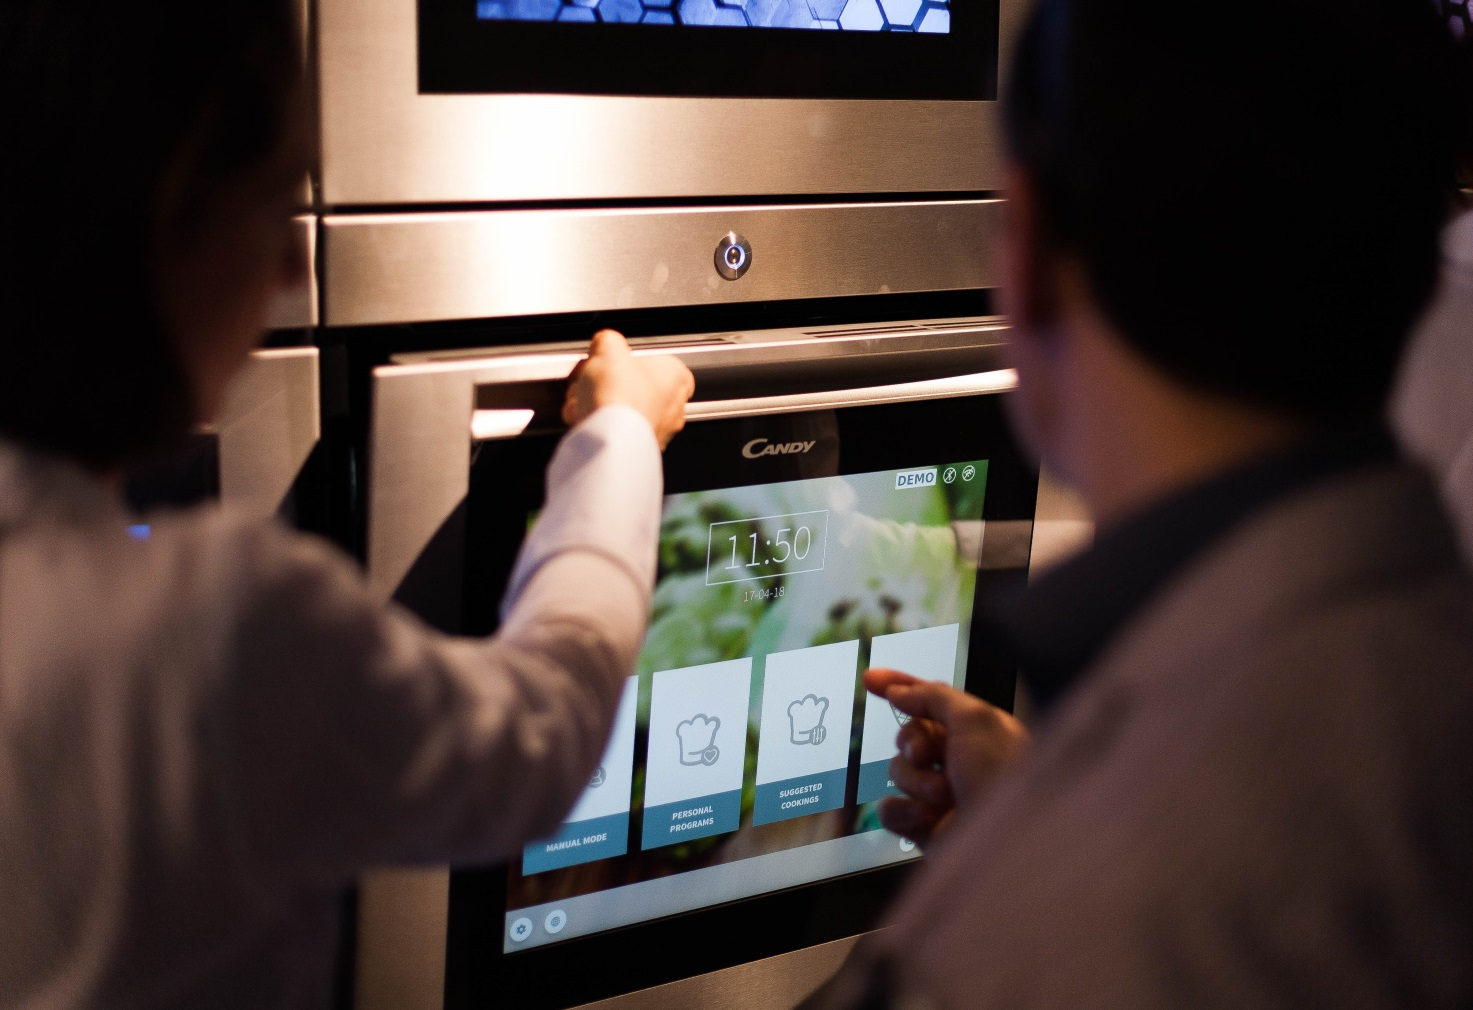 CANDY
DEMO
11:50
17-04-18
MANUAL MODE
PERSONAL
PROGRAMS
SUGGESTED
COOKINGS